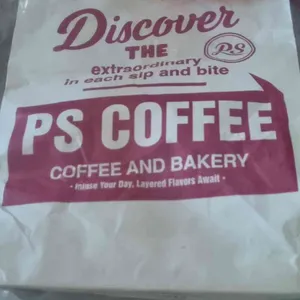 Discover
THE
PS
extraordinary
in each sip and bite
PS COFFEE
COFFEE AND BAKERY
Your Day, Layered Flavors Await •